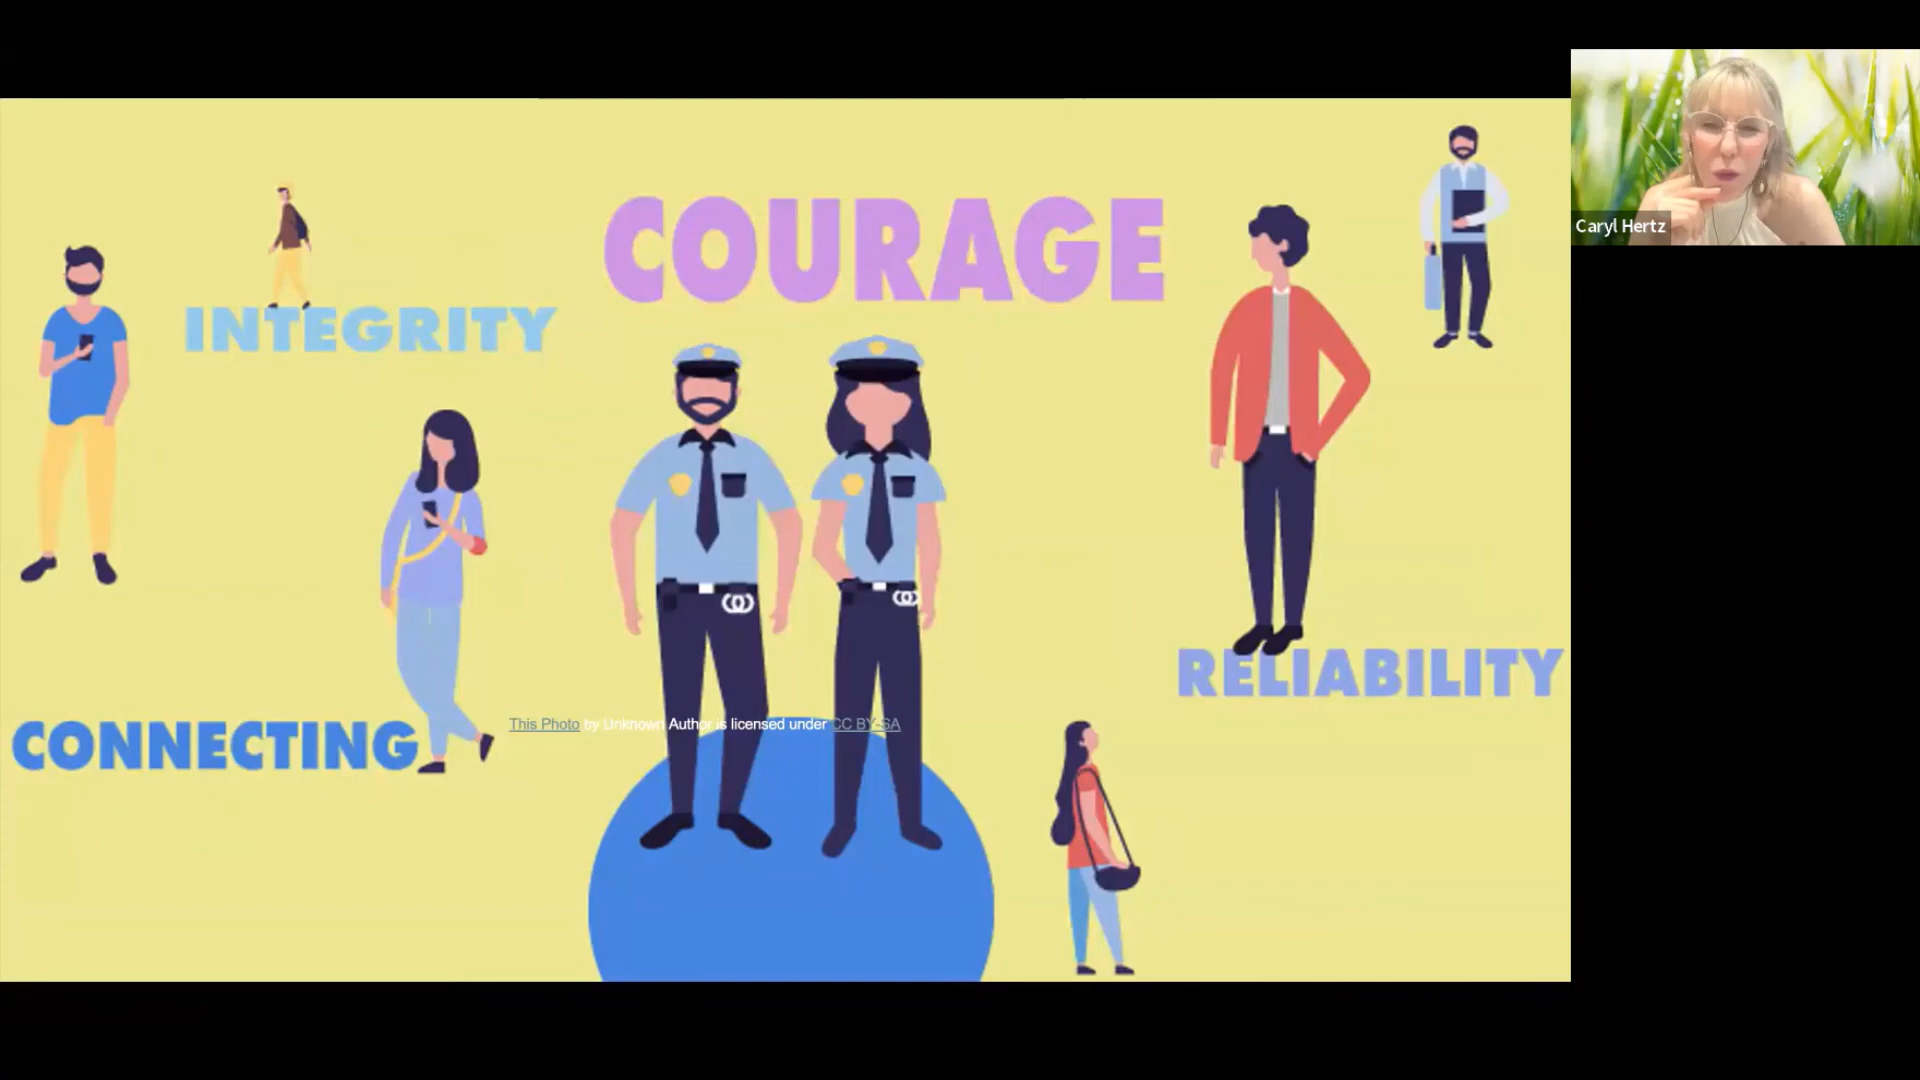 COURAGE
INTEGRITY
RELIABILITY
CONNECTING
This Photo by Unknown Author is licensed under CC BY-SA
Caryl Hertz